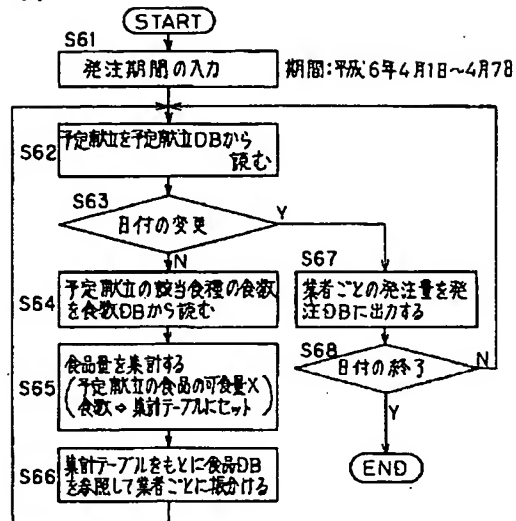 START
S61
発注期間の入力
期間:平成6年4月1日~4月7日
S62
予定献立を予定献立DBから
読む
S63
日付の変更
Y
N
S64
予定献立の該当食種の食数
を食数DBから読む
S65
食品量を集計する
(予定献立の食品の可食量×
(食数⇨集計テーブルにセット)
S66
集計テーブルをもとに食品DB
を参照して業者ごとに振分ける
S67
業者ごとの発注量を発
注DBに出力する
S68
日付の終了
N
Y
END